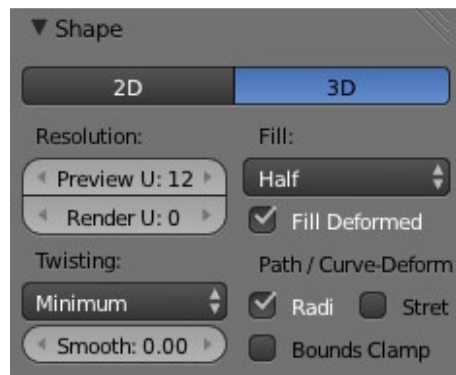 Shape
2D 3D
Resolution: Fill:
Preview U: 12 Half
Render U: 0 Fill Deformed
Twisting: Path / Curve-Deform
Minimum Radi Stret
Smooth: 0.00 Bounds Clamp